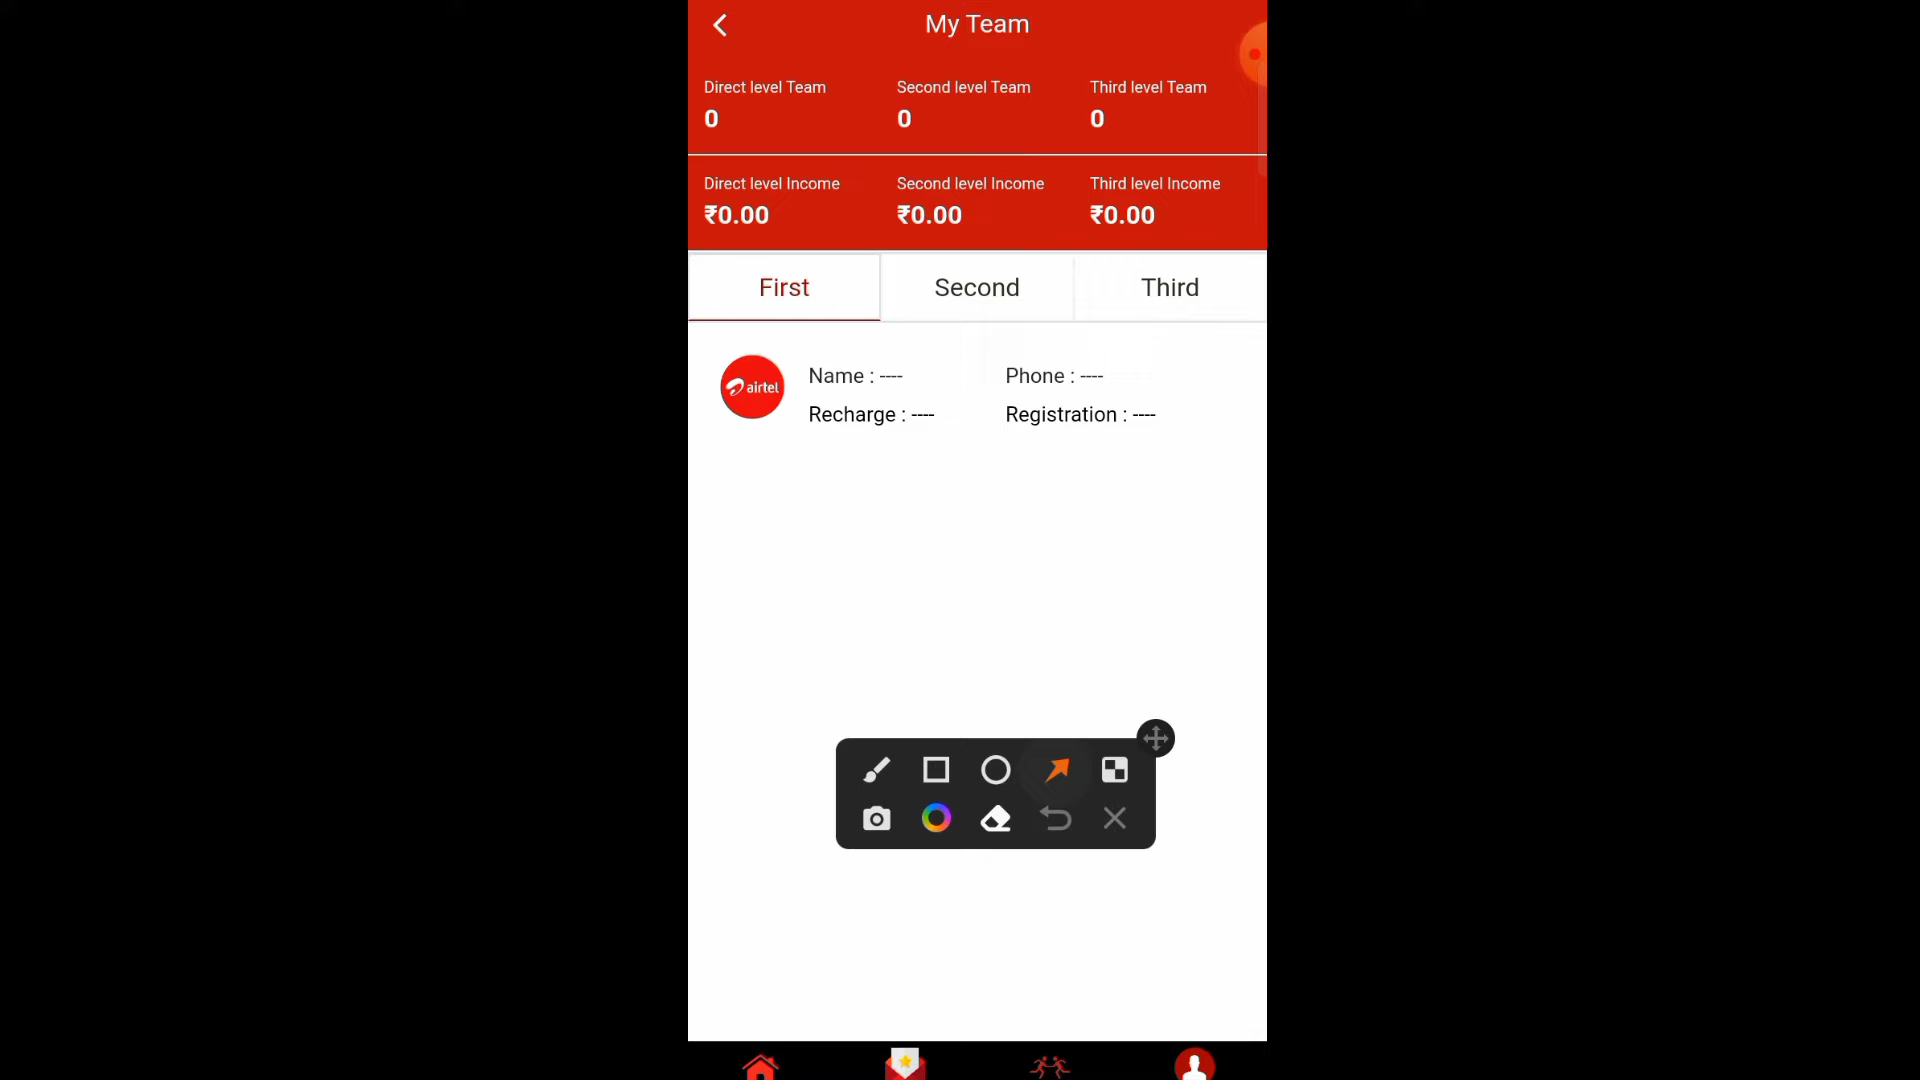 My Team
Direct level Team Second level Team Third level Team
0 0 0
Direct level Income Second level Income Third level Income
₹0.00 ₹0.00 ₹0.00
First Second Third
airtel
Name : ---- Phone : ----
Recharge : ---- Registration : ----